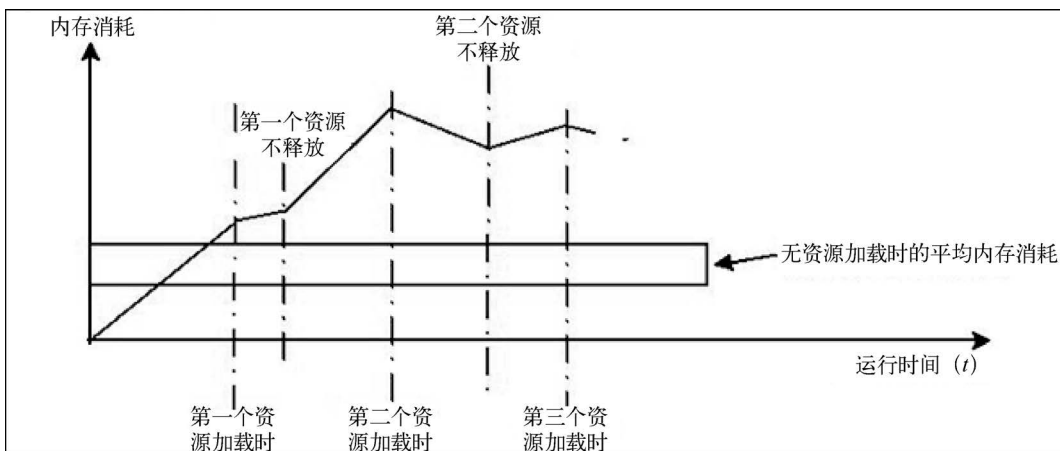 内存消耗
第二个资源
不释放
第一个资源
不释放
无资源加载时的平均内存消耗
运行时间（t）
第一个资
源加载时
第二个资
源加载时
第三个资
源加载时